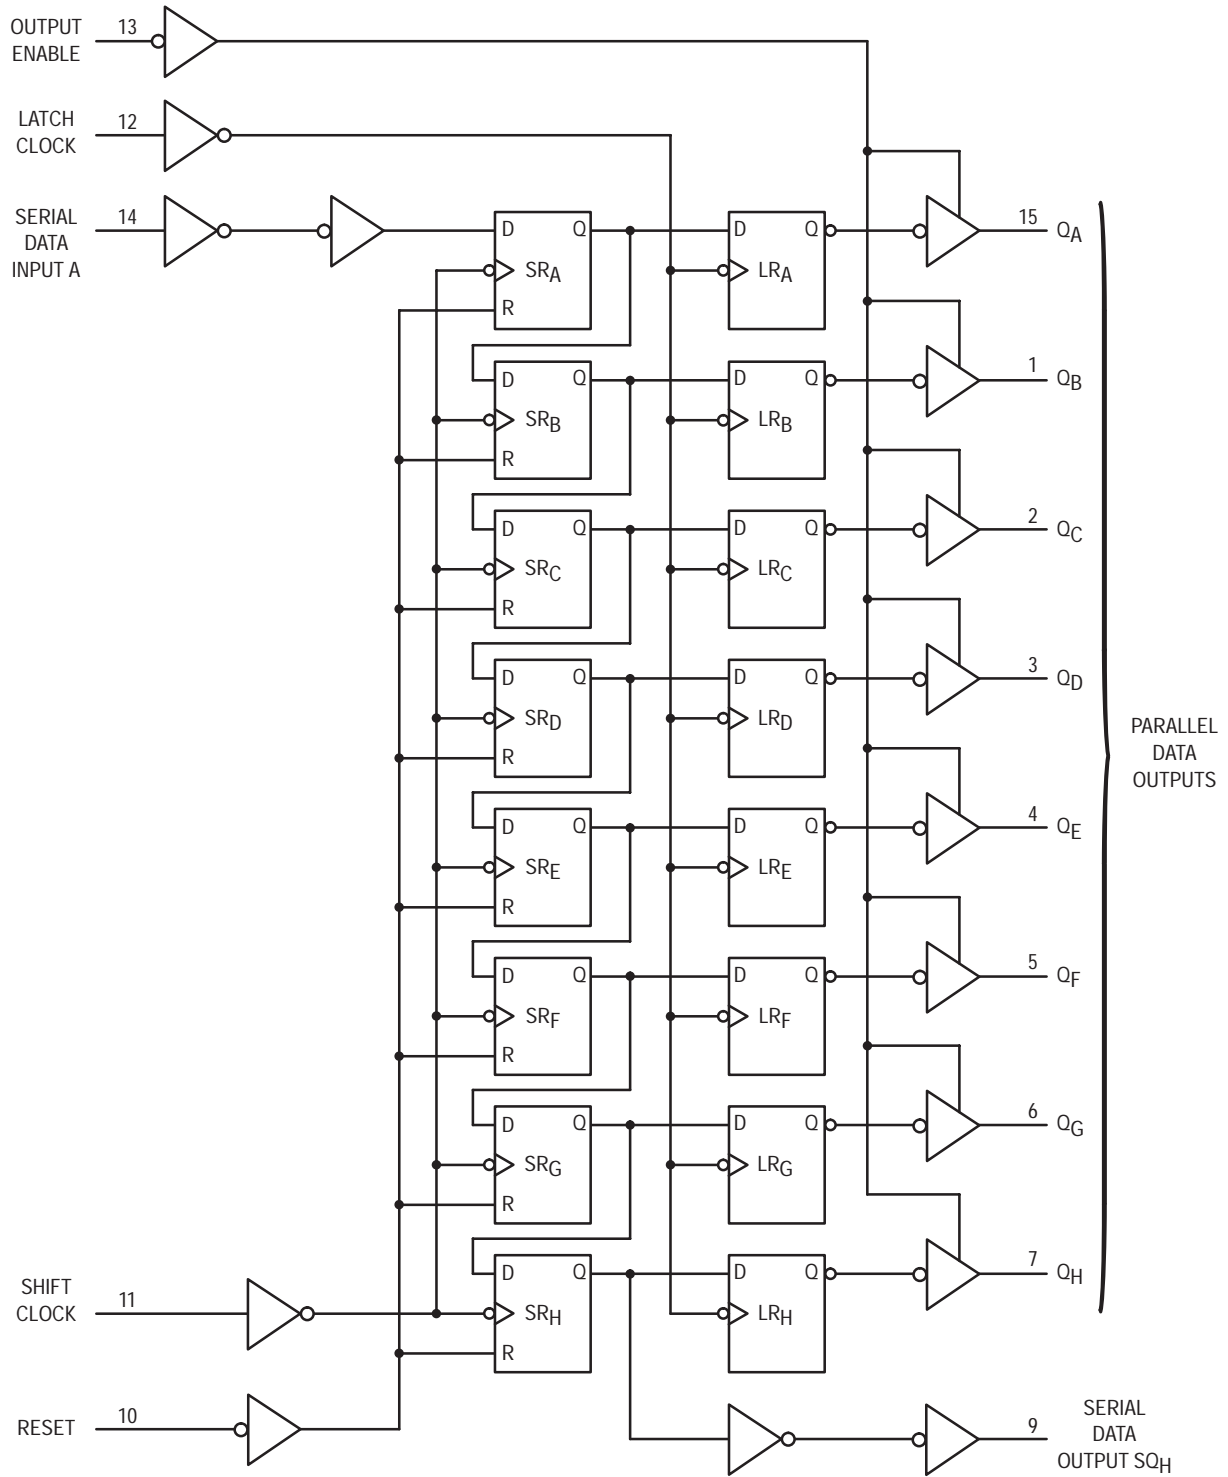 OUTPUT
ENABLE
13
LATCH
CLOCK
12
SERIAL
DATA
INPUT A
14
D Q
SRA
R
D Q
LRA
15 QA
D Q
SRB
R
D Q
LRB
1 QB
D Q
SRC
R
D Q
LRC
2 QC
D Q
SRD
R
D Q
LRD
3 QD
PARALLEL
DATA
OUTPUTS
D Q
SRE
R
D Q
LRE
4 QE
D Q
SRF
R
D Q
LRF
5 QF
D Q
SRG
R
D Q
LRG
6 QG
SHIFT
CLOCK
11
D Q
SRH
R
D Q
LRH
7 QH
RESET
10
9
SERIAL
DATA
OUTPUT SQH